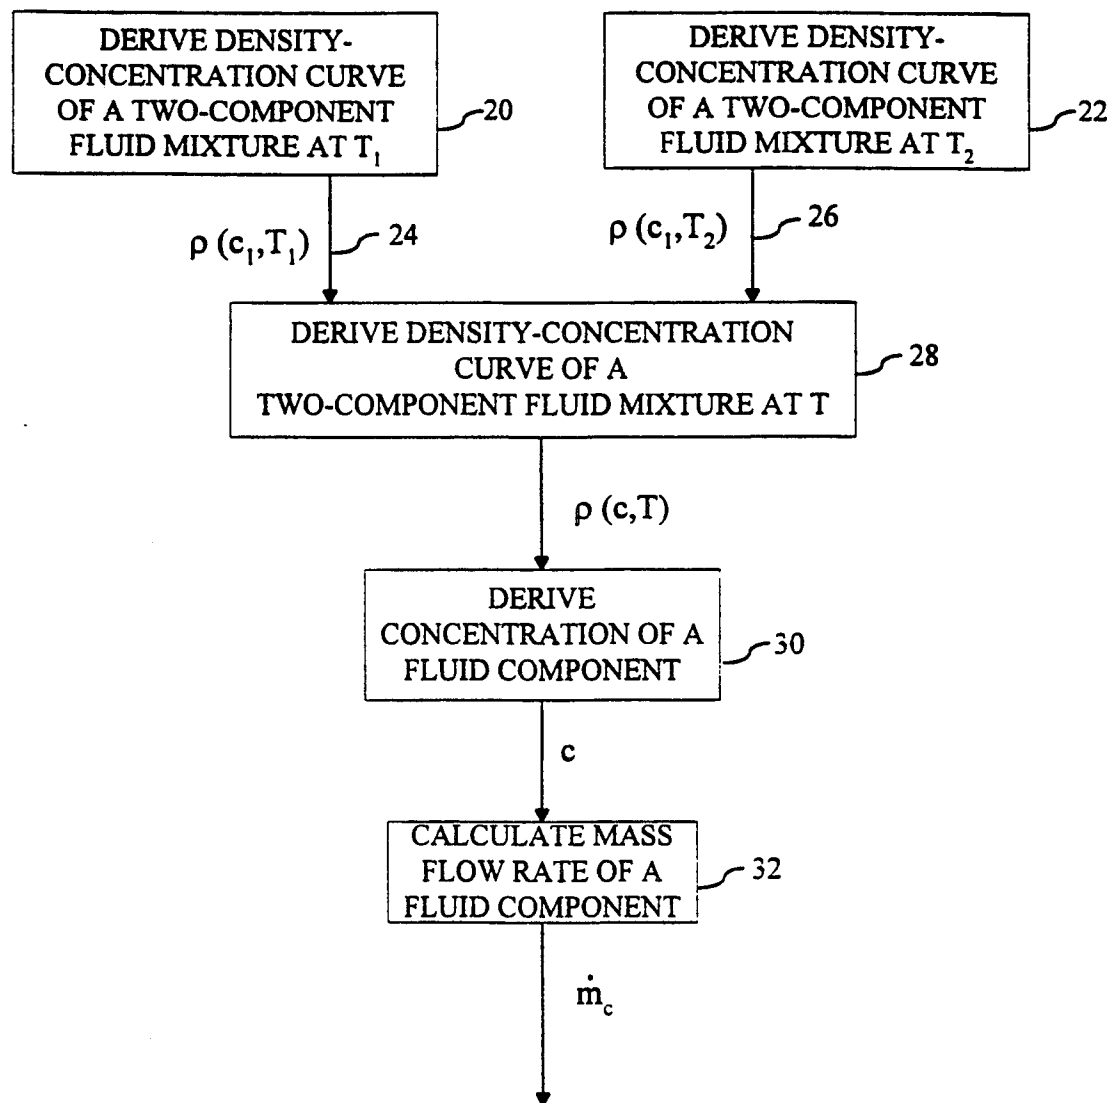 DERIVE DENSITY-
CONCENTRATION CURVE
OF A TWO-COMPONENT
FLUID MIXTURE AT T₁
20
DERIVE DENSITY-
CONCENTRATION CURVE
OF A TWO-COMPONENT
FLUID MIXTURE AT T₂
22
ρ (c₁,T₁)
24
ρ (c₁,T₂)
26
DERIVE DENSITY-CONCENTRATION
CURVE OF A
TWO-COMPONENT FLUID MIXTURE AT T
28
ρ (c,T)
DERIVE
CONCENTRATION OF A
FLUID COMPONENT
30
c
CALCULATE MASS
FLOW RATE OF A
FLUID COMPONENT
32
ṁ_c